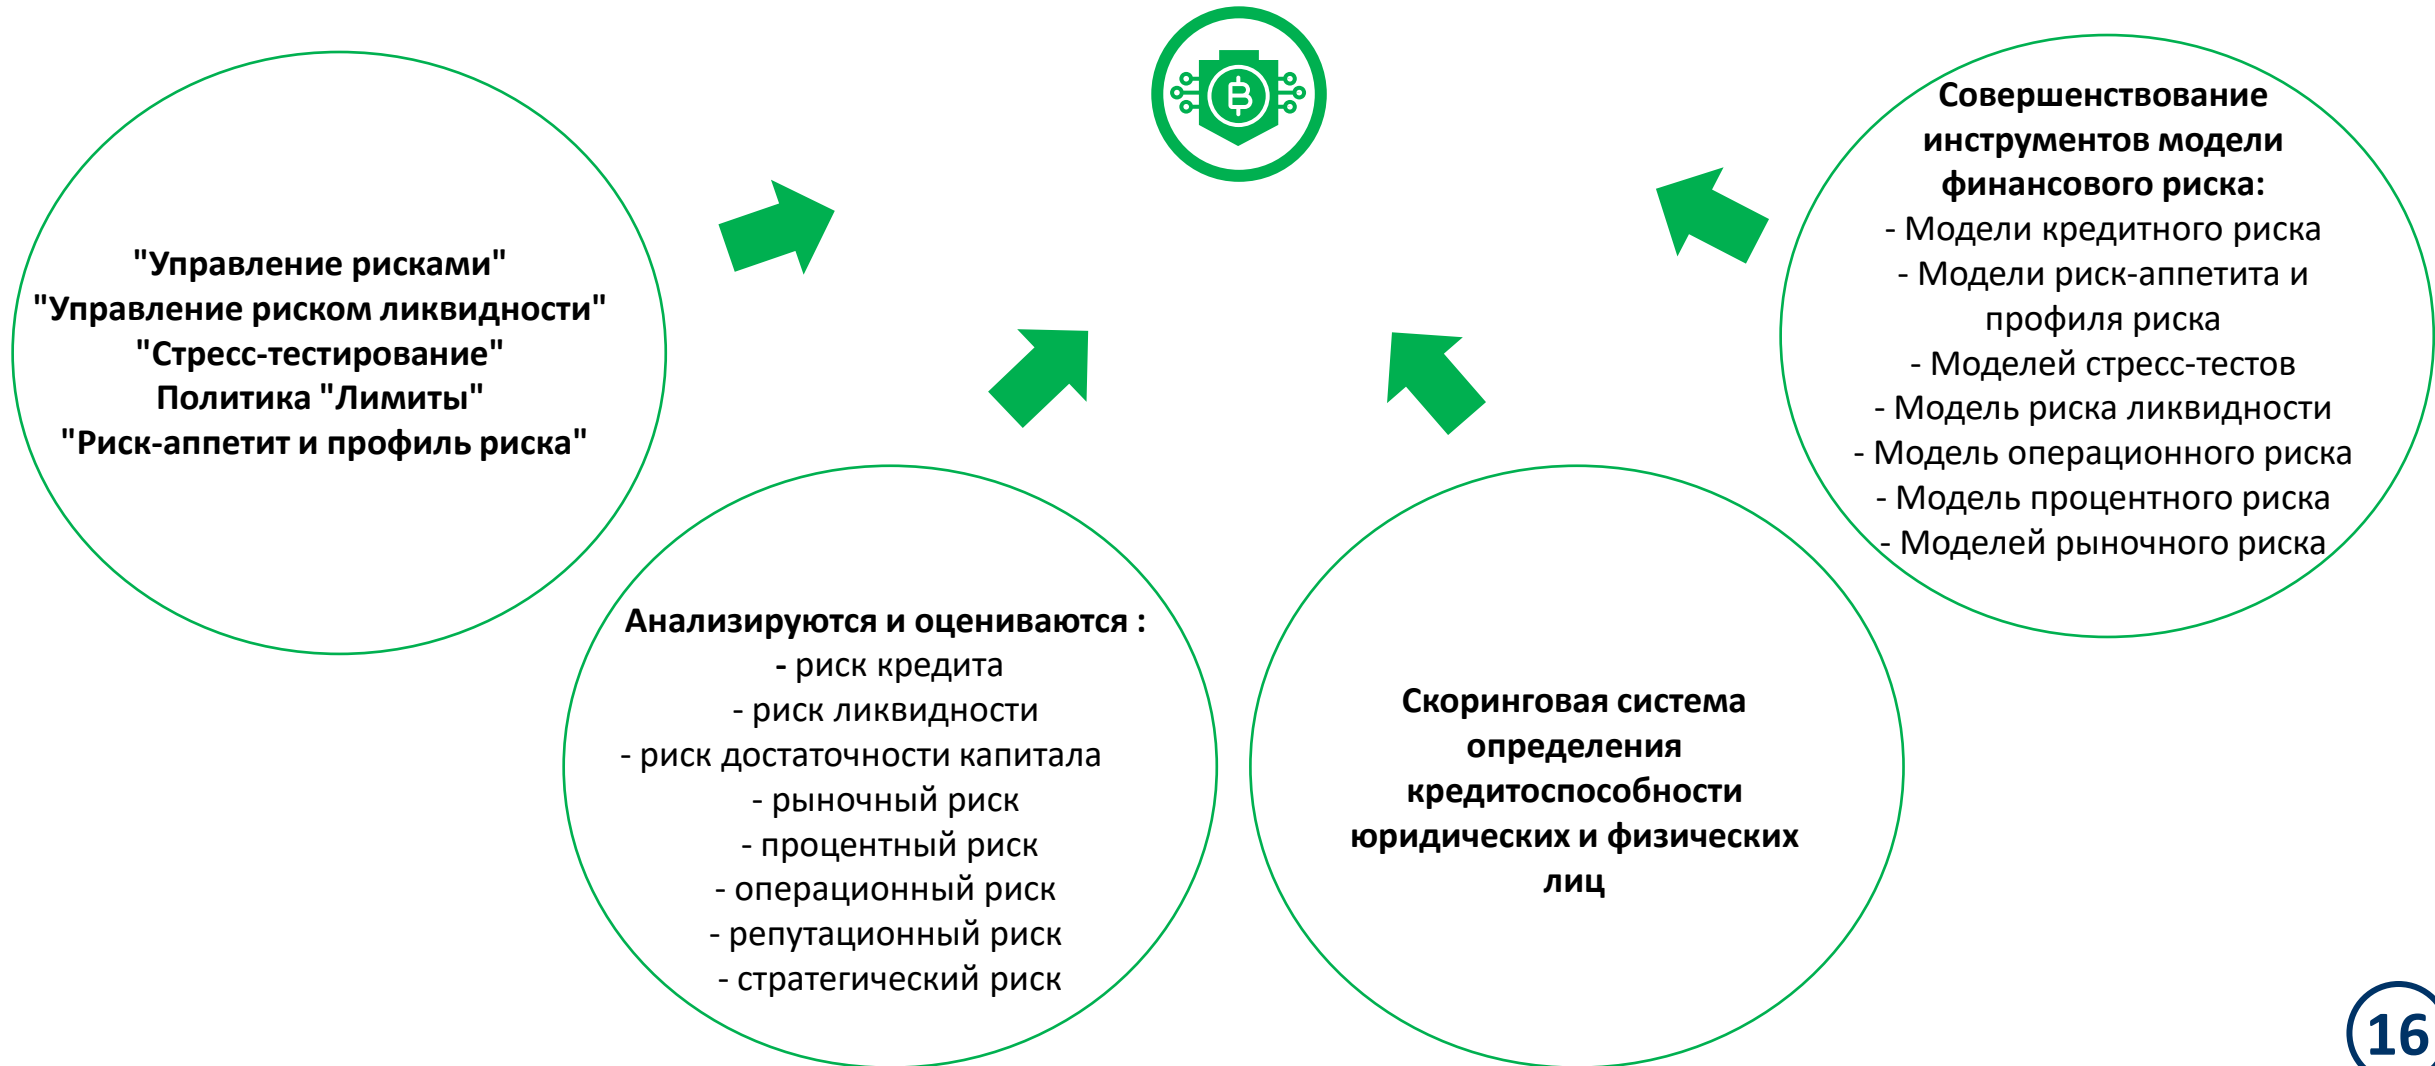 "Управление рисками"
"Управление риском ликвидности"
"Стресс-тестирование"
Политика "Лимиты"
"Риск-аппетит и профиль риска"
Анализируются и оцениваются :
- риск кредита
- риск ликвидности
- риск достаточности капитала
- рыночный риск
- процентный риск
- операционный риск
- репутационный риск
- стратегический риск
Скоринговая система
определения
кредитоспособности
юридических и физических
лиц
Совершенствование
инструментов модели
финансового риска:
- Модели кредитного риска
- Модели риск-аппетита и
профиля риска
- Моделей стресс-тестов
- Модель риска ликвидности
- Модель операционного риска
- Модель процентного риска
- Моделей рыночного риска
16